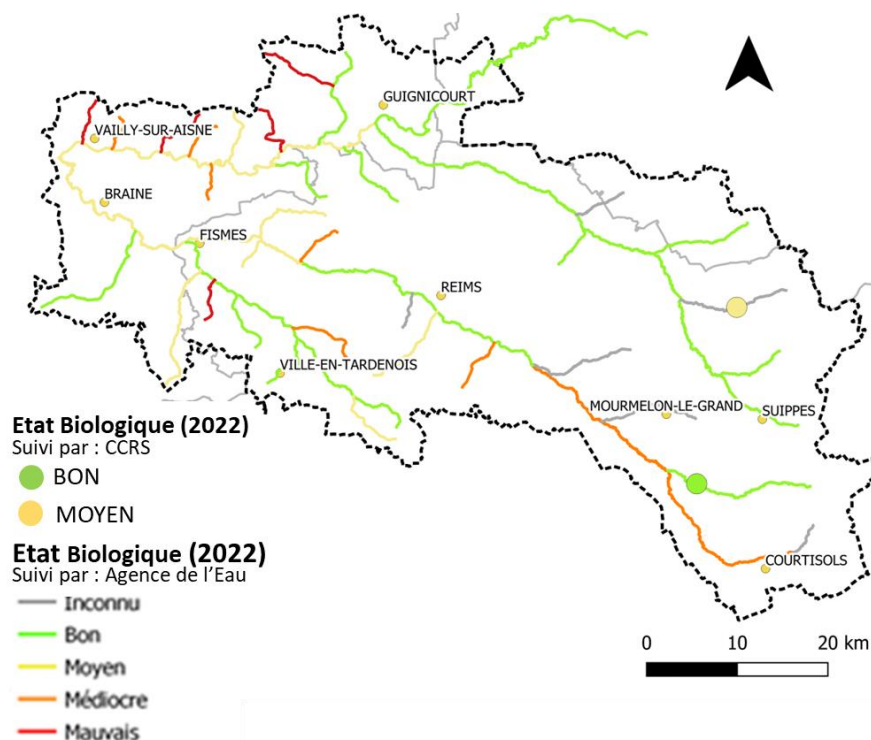 GUIGNICOURT
VAILLY-SUR-AISNE
BRAINE
FISMES
REIMS
VILLE-EN-TARDENOIS
MOURMELON-LE-GRAND
SUIPPES
COURTISOLS
Etat Biologique (2022)
Suivi par : CCRS
BON
MOYEN
Etat Biologique (2022)
Suivi par : Agence de l'Eau
Inconnu
Bon
Moyen
Médiocre
Mauvais
0 10 20 km